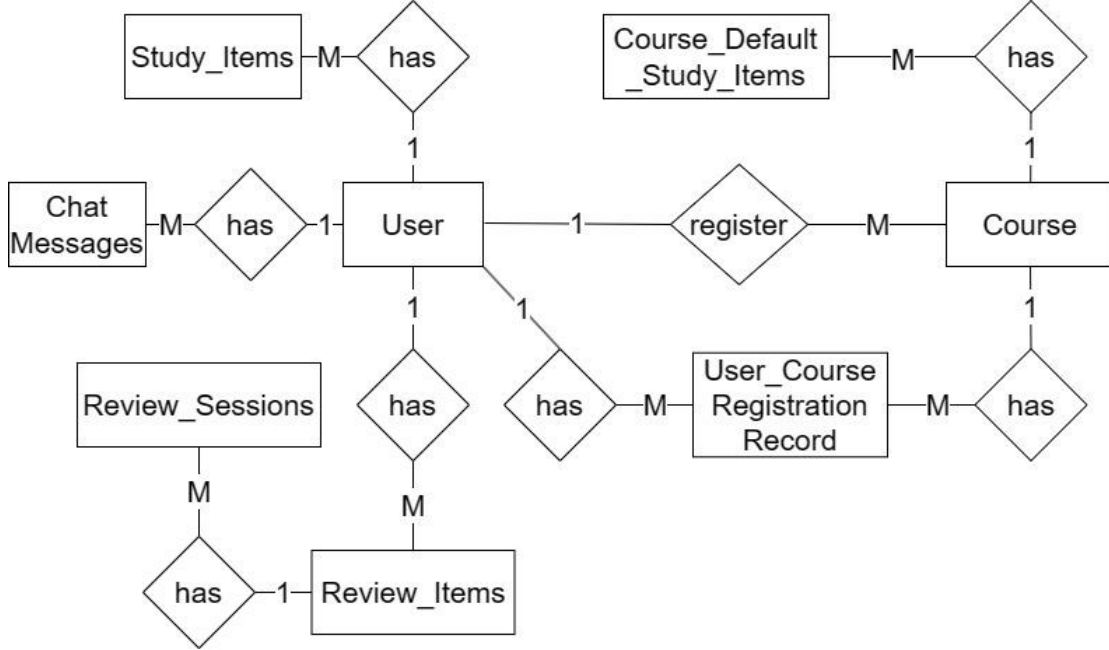 Study_Items
M
has
Course_Default
_Study_Items
M
has
1
1
Chat
Messages
M
has
1
User
1
register
M
Course
1
1
1
Review_Sessions
has
has
M
User_Course
Registration
Record
M
has
M
M
has
1
Review_Items